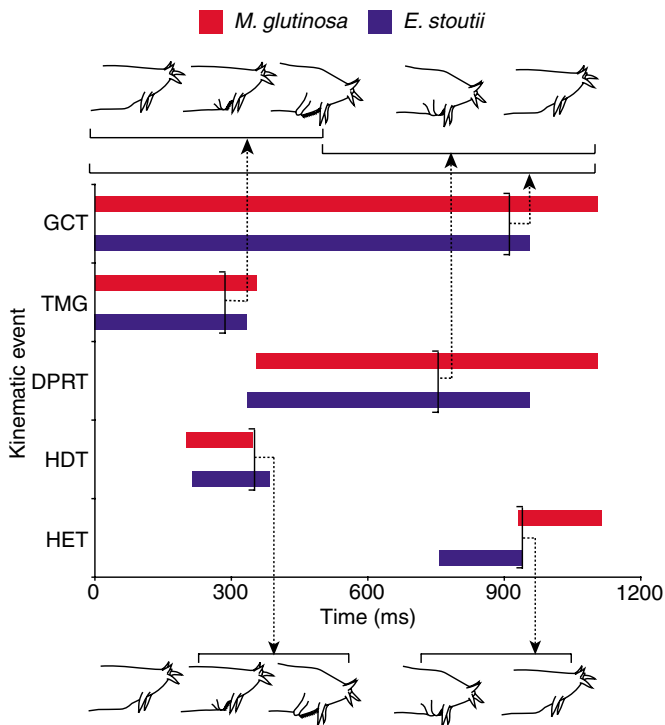 M. glutinosa E. stoutii
GCT
TMG
DPRT
HDT
HET
Kinematic event
0 300 600 900 1200
Time (ms)